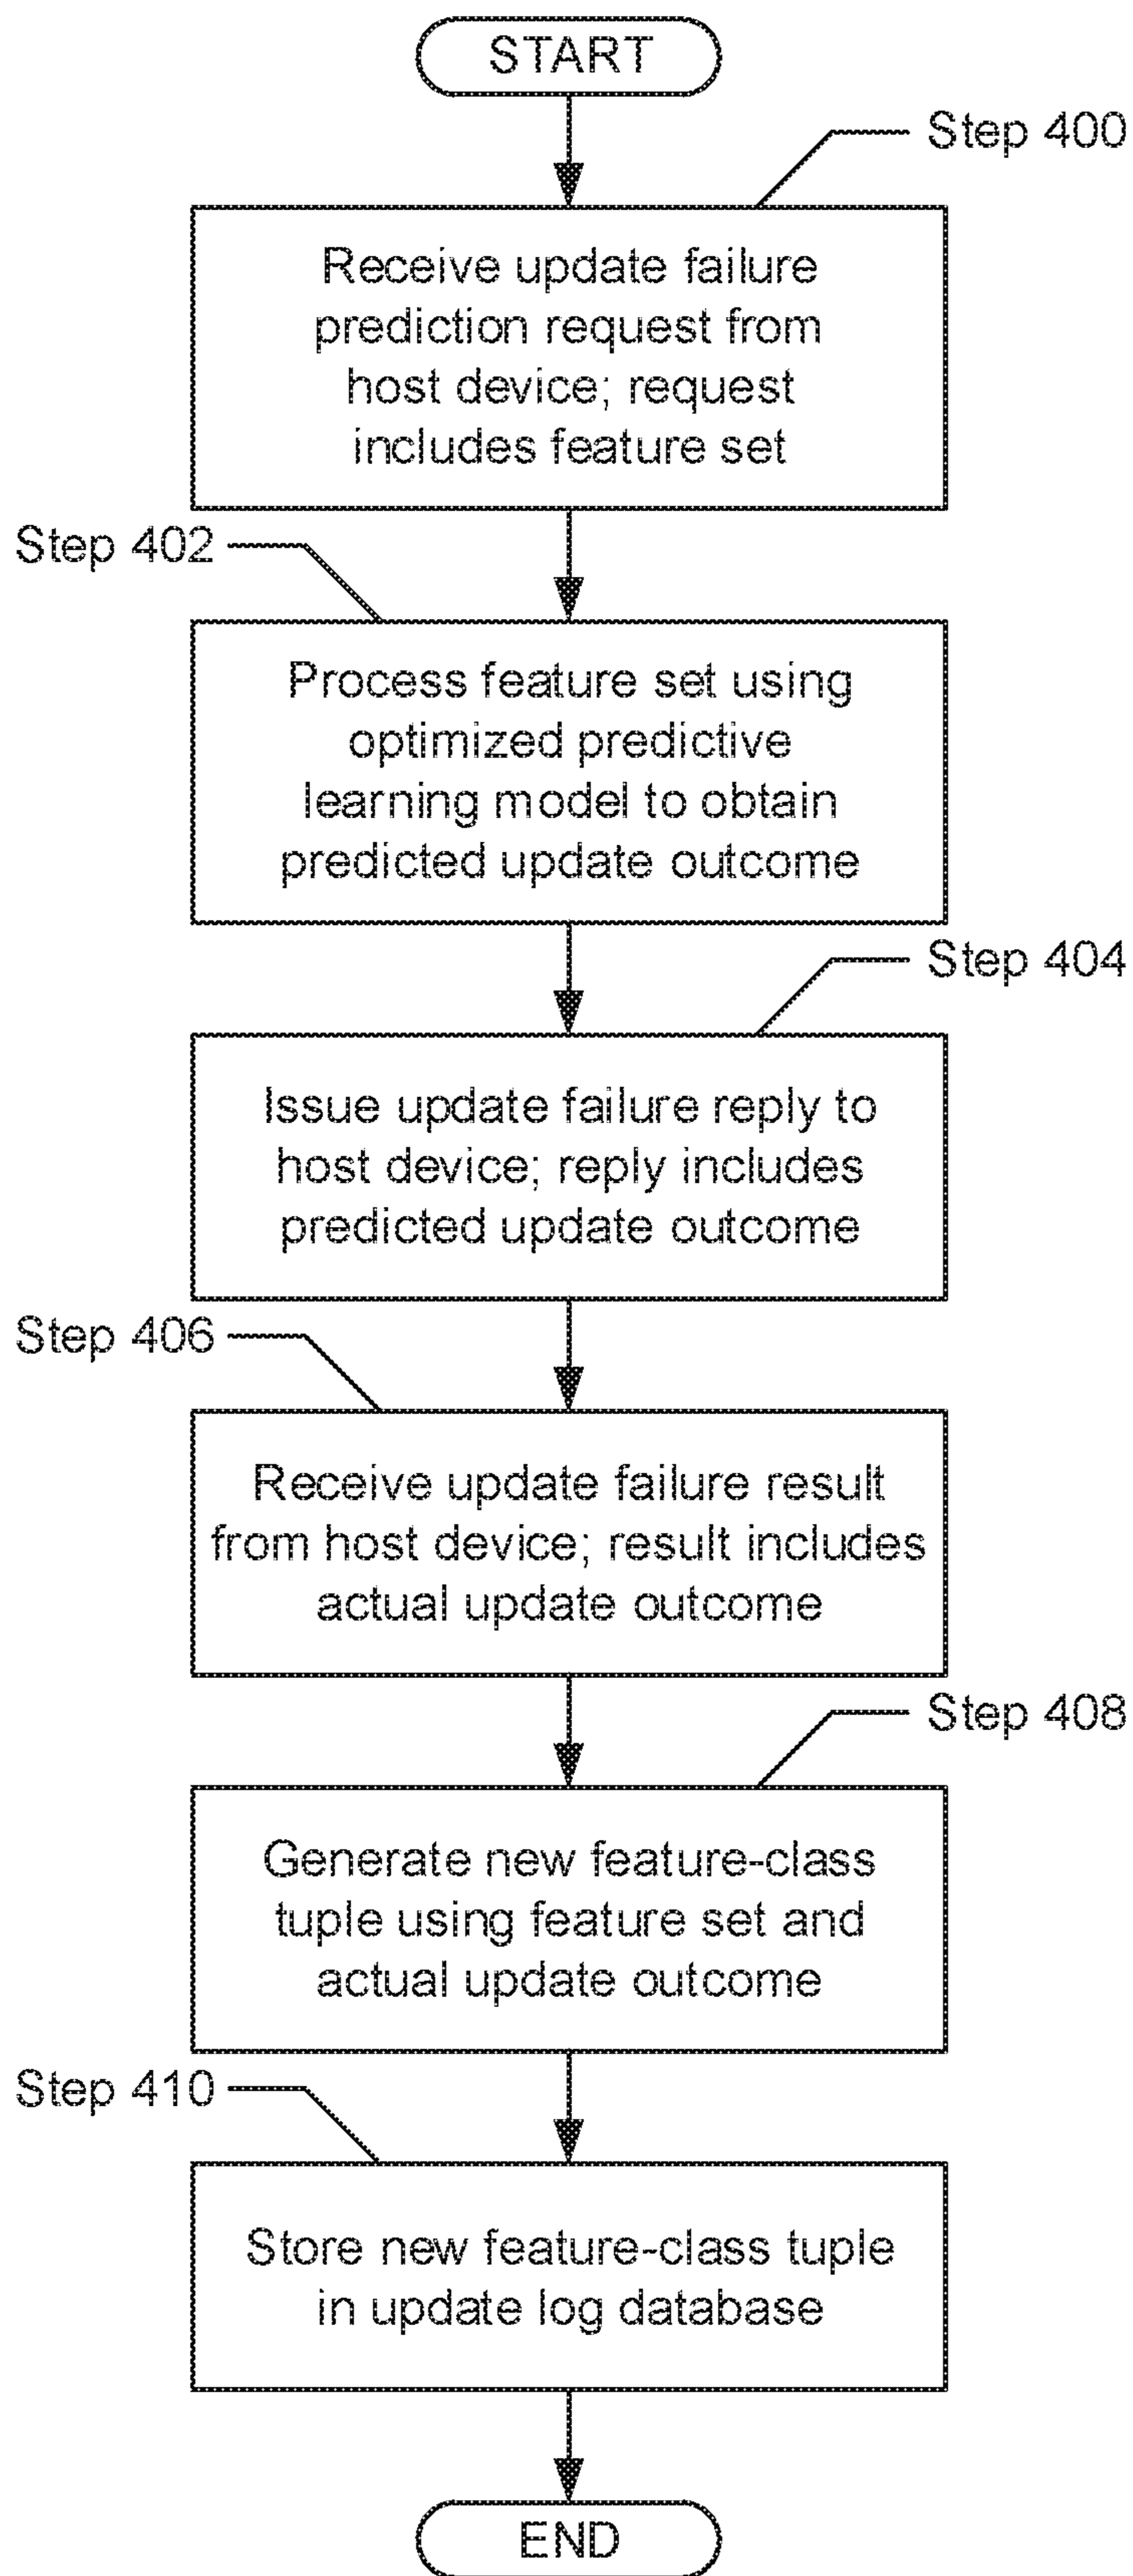 START
Step 400
Receive update failure
prediction request from
host device; request
includes feature set
Step 402
Process feature set using
optimized predictive
learning model to obtain
predicted update outcome
Step 404
Issue update failure reply to
host device; reply includes
predicted update outcome
Step 406
Receive update failure result
from host device; result includes
actual update outcome
Step 408
Generate new feature-class
tuple using feature set and
actual update outcome
Step 410
Store new feature-class tuple
in update log database
END